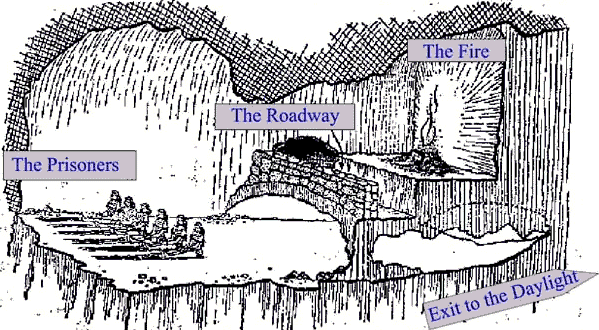 The Fire
The Roadway
The Prisoners
Exit to the Daylight